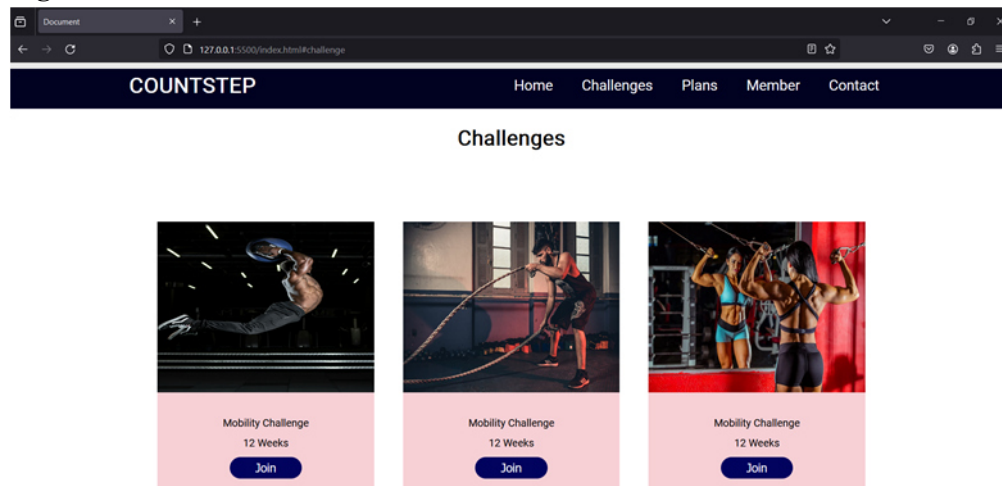 Document
127.0.0.1:5500/index.html#challenge
COUNTSTEP Home Challenges Plans Member Contact
Challenges
Mobility Challenge Mobility Challenge Mobility Challenge
12 Weeks 12 Weeks 12 Weeks
Join Join Join